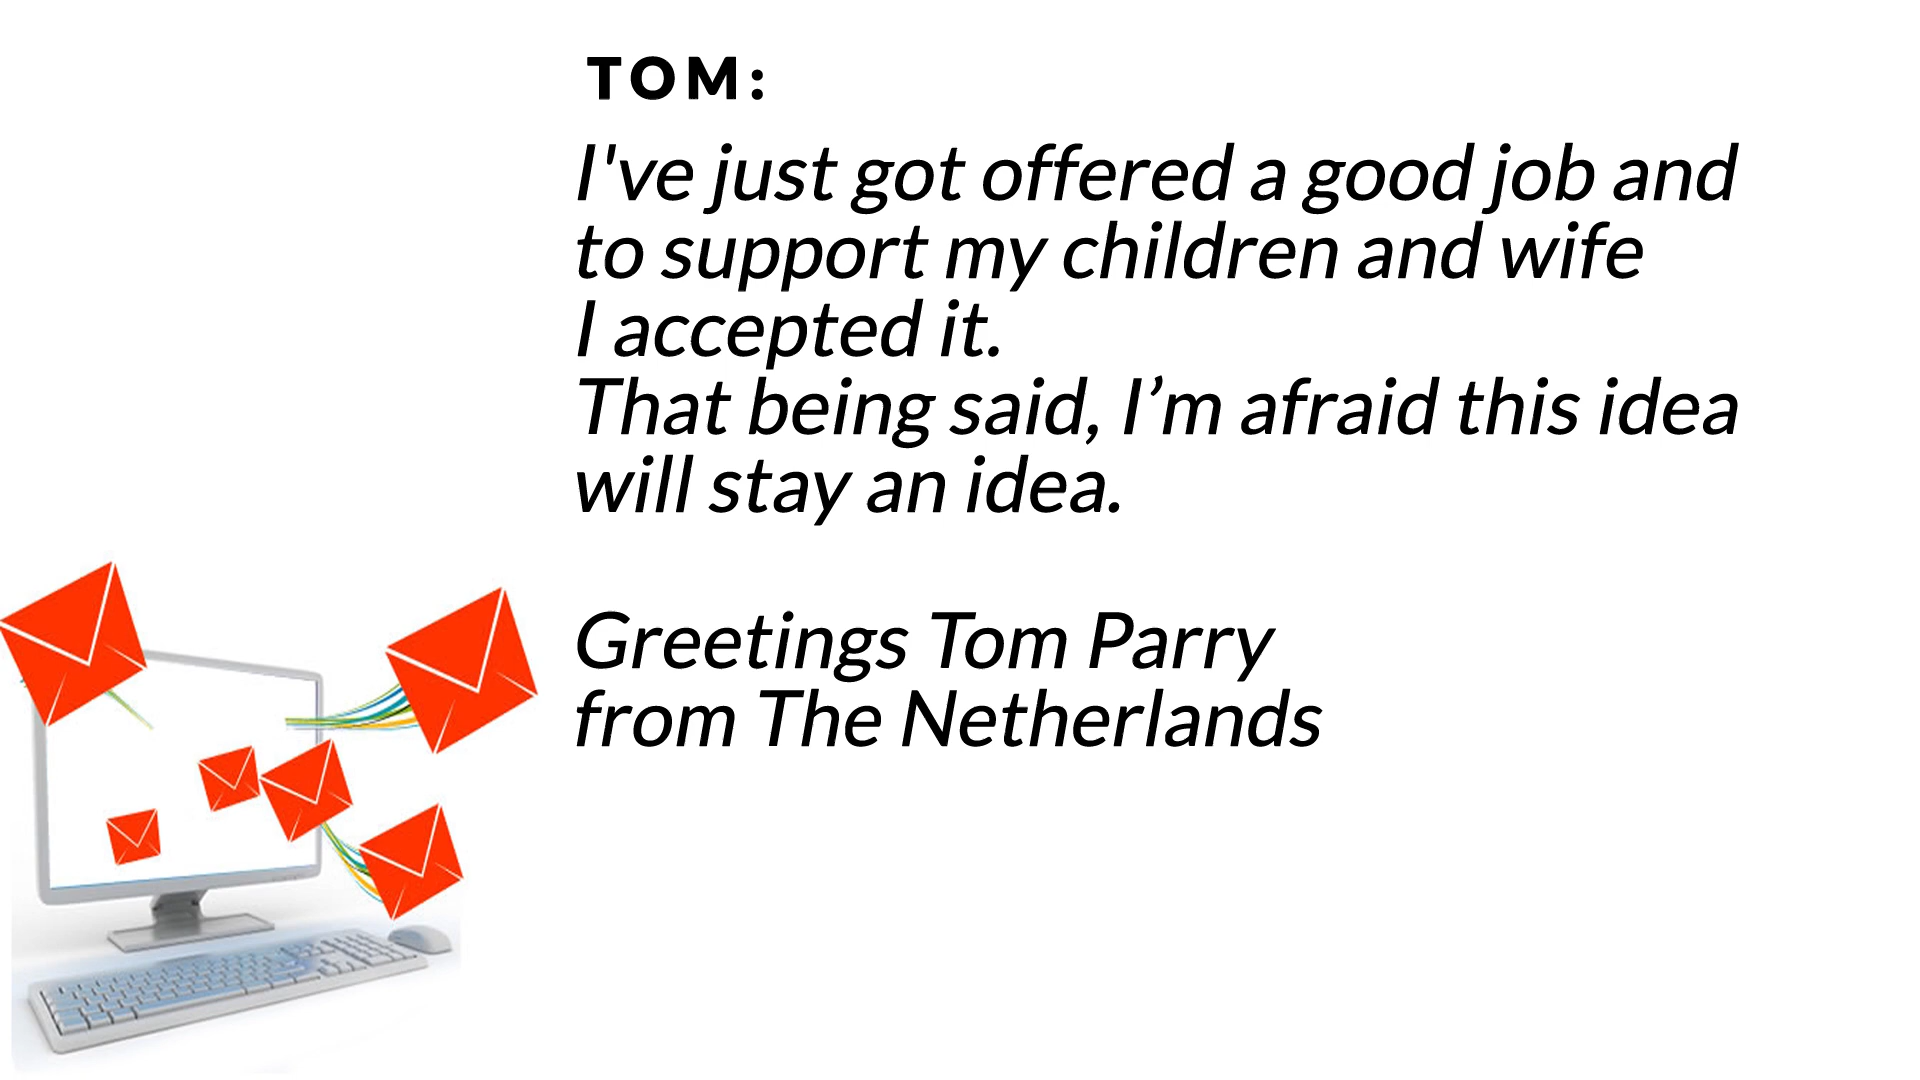 TOM:
I've just got offered a good job and
to support my children and wife
I accepted it.
That being said, I’m afraid this idea
will stay an idea.
Greetings Tom Parry
from The Netherlands